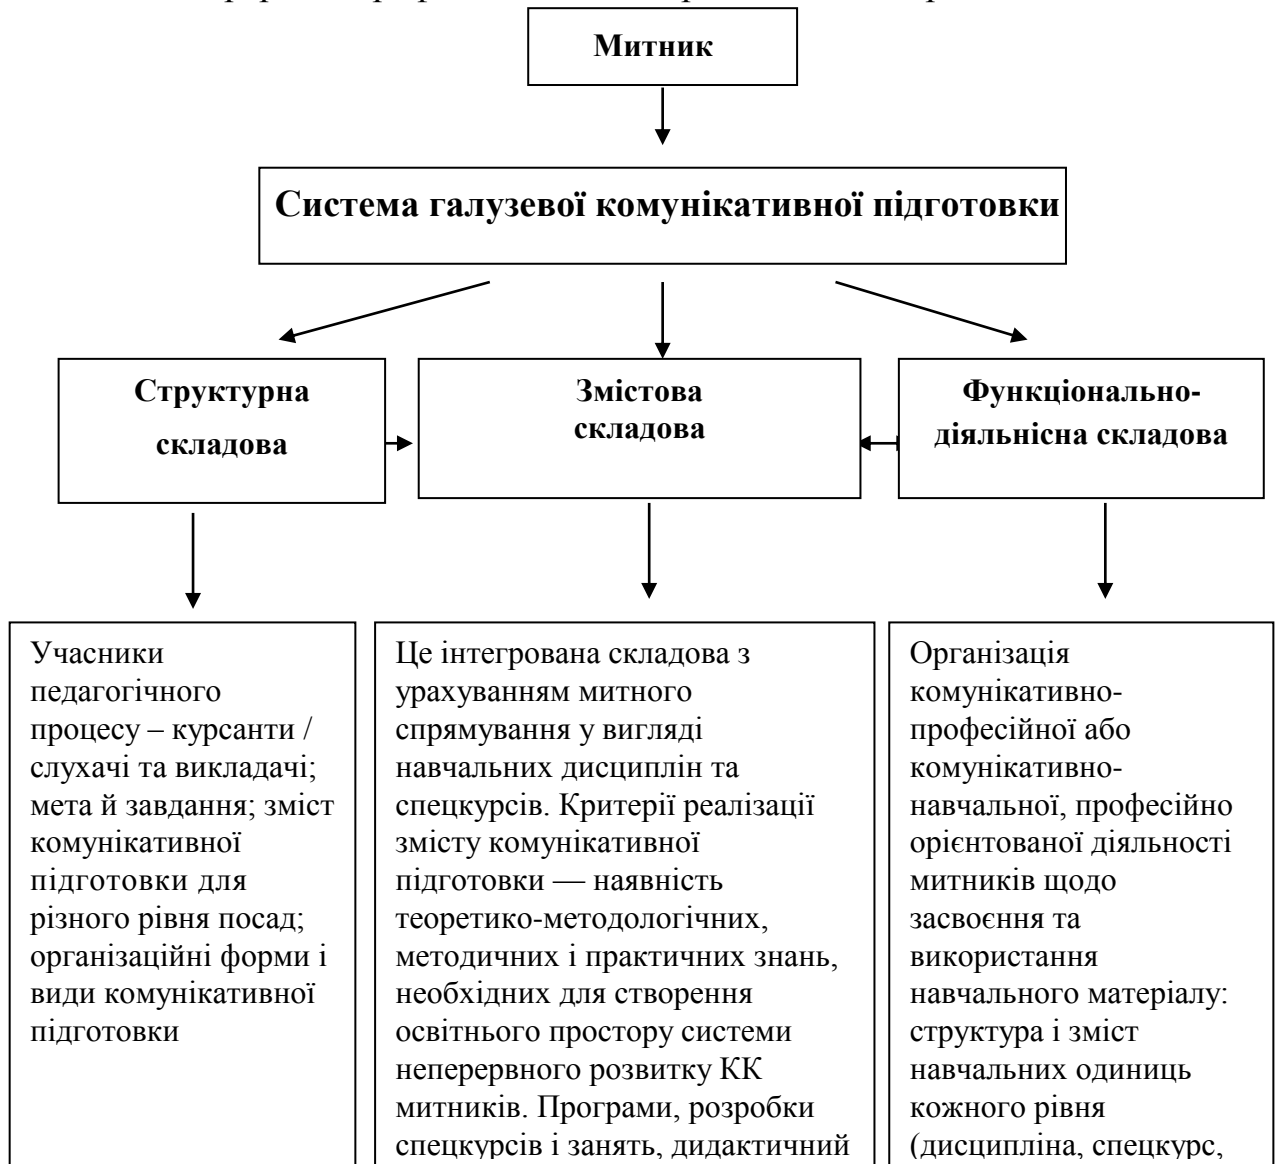 Митник
Система галузевої комунікативної підготовки
Структурна
складова
Змістова
складова
Функціонально-
діяльнісна складова
Учасники
педагогічного
процесу – курсанти /
слухачі та викладачі;
мета й завдання; зміст
комунікативної
підготовки для
різного рівня посад;
організаційні форми і
види комунікативної
підготовки
Це інтегрована складова з
урахуванням митного
спрямування у вигляді
навчальних дисциплін та
спецкурсів. Критерії реалізації
змісту комунікативної
підготовки — наявність
теоретико-методологічних,
методичних і практичних знань,
необхідних для створення
освітнього простору системи
неперервного розвитку КК
митників. Програми, розробки
спецкурсів і занять, дидактичний
Організація
комунікативно-
професійної або
комунікативно-
навчальної, професійно
орієнтованої діяльності
митників щодо
засвоєння та
використання
навчального матеріалу:
структура і зміст
навчальних одиниць
кожного рівня
(дисципліна, спецкурс,